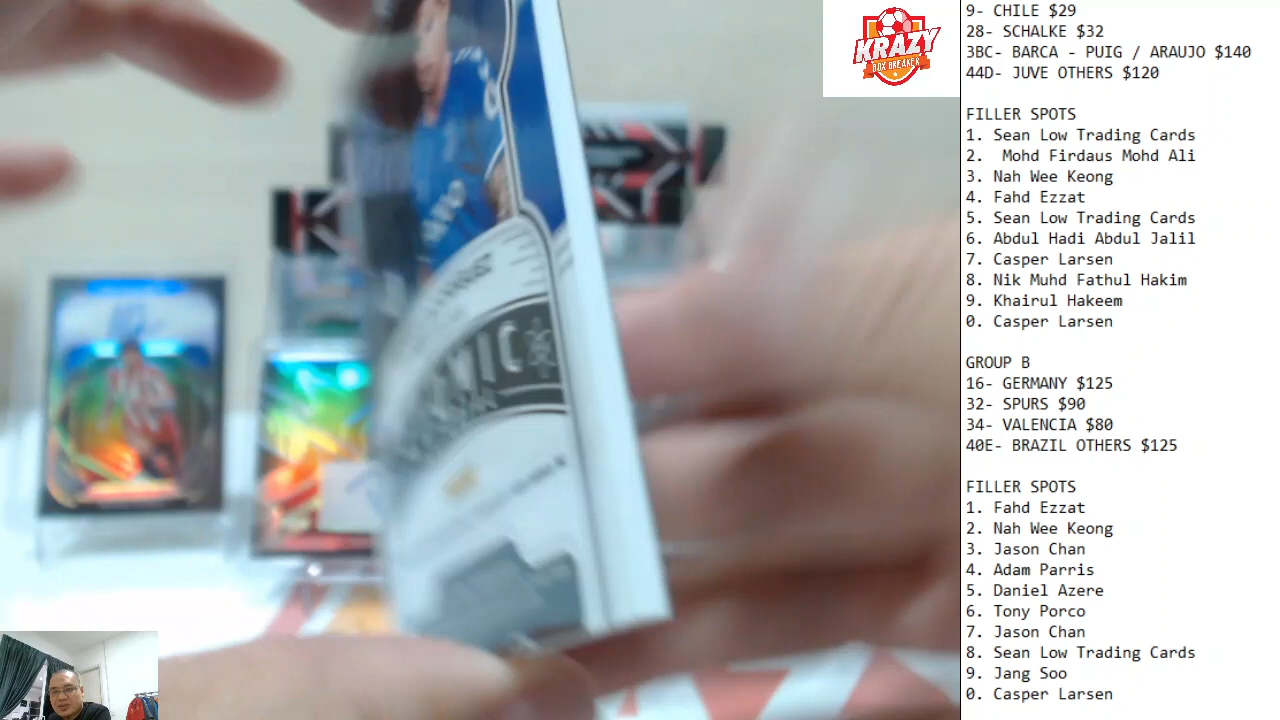 KRAZY
BOX BREAKER
9- CHILE $29
28- SCHALKE $32
3BC- BARCA - PUIG / ARAUJO $140
44D- JUVE OTHERS $120
FILLER SPOTS
1. Sean Low Trading Cards
2.  Mohd Firdaus Mohd Ali
3. Nah Wee Keong
4. Fahd Ezzat
5. Sean Low Trading Cards
6. Abdul Hadi Abdul Jalil
7. Casper Larsen
8. Nik Muhd Fathul Hakim
9. Khairul Hakeem
0. Casper Larsen
GROUP B
16- GERMANY $125
32- SPURS $90
34- VALENCIA $80
40E- BRAZIL OTHERS $125
FILLER SPOTS
1. Fahd Ezzat
2. Nah Wee Keong
3. Jason Chan
4. Adam Parris
5. Daniel Azere
6. Tony Porco
7. Jason Chan
8. Sean Low Trading Cards
9. Jang Soo
0. Casper Larsen